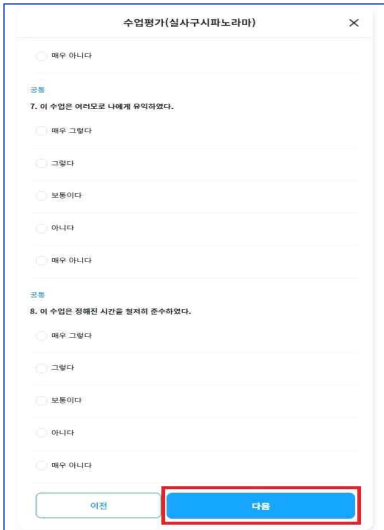 수업평가(실사구시파노라마)
매우 아니다
공통
7. 이 수업은 여러모로 나에게 유익하였다.
매우 그렇다
그렇다
보통이다
아니다
매우 아니다
공통
8. 이 수업은 정해진 시간을 철저히 준수하였다.
매우 그렇다
그렇다
보통이다
아니다
매우 아니다
이전
다음